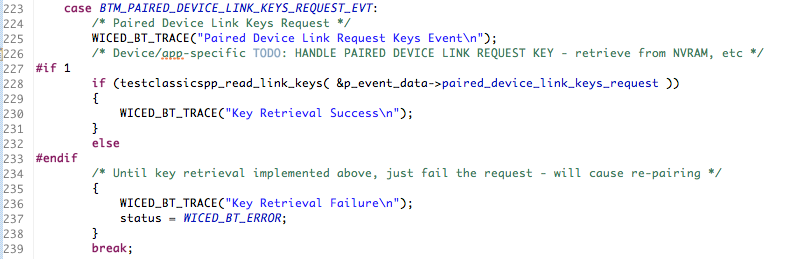 223 case BTM_PAIRED_DEVICE_LINK_KEYS_REQUEST_EVT:
224 /* Paired Device Link Keys Request */
225 WICED_BT_TRACE("Paired Device Link Request Keys Event\n");
226 /* Device/app-specific TODO: HANDLE PAIRED DEVICE LINK REQUEST KEY - retrieve from NVRAM, etc */
227 #if 1
228 if (testclassicspp_read_link_keys( &p_event_data->paired_device_link_keys_request ))
229 {
230 WICED_BT_TRACE("Key Retrieval Success\n");
231 }
232 else
233 #endif
234 /* Until key retrieval implemented above, just fail the request - will cause re-pairing */
235 {
236 WICED_BT_TRACE("Key Retrieval Failure\n");
237 status = WICED_BT_ERROR;
238 }
239 break;